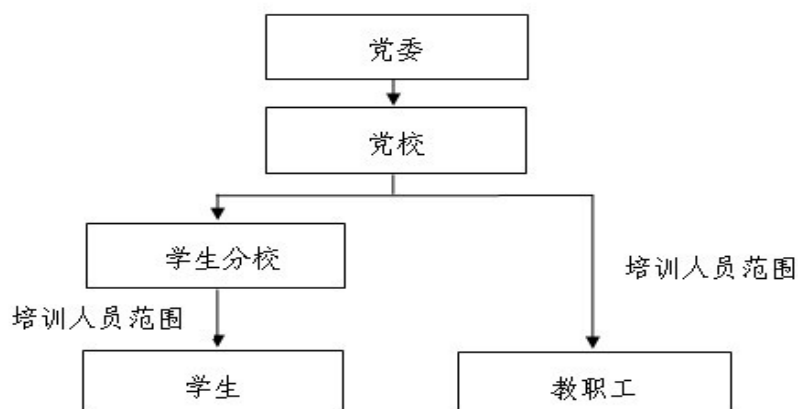 党委
党校
学生分校
培训人员范围
培训人员范围
学生
教职工